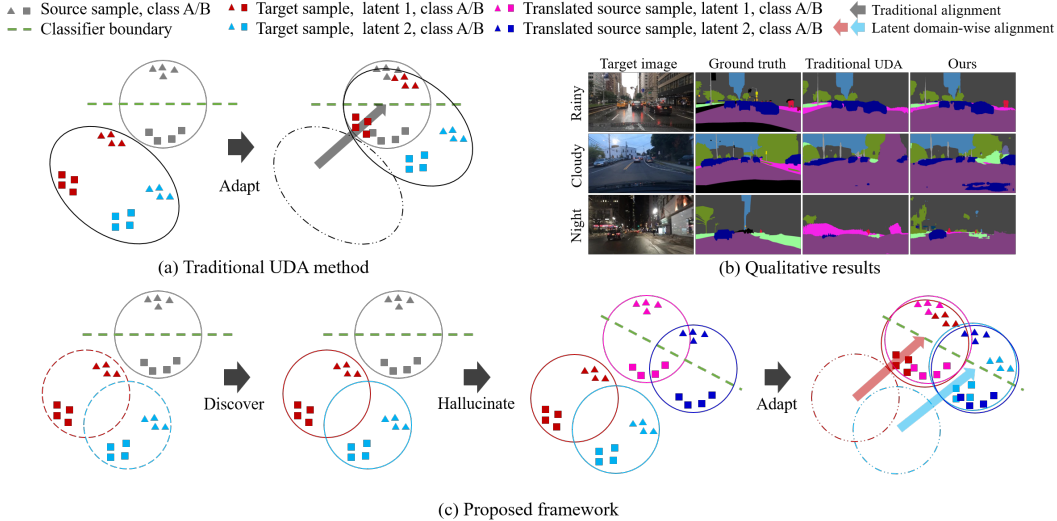 Source sample, class A/B
Target sample, latent 1, class A/B
Translated source sample, latent 1, class A/B
Traditional alignment
Classifier boundary
Target sample, latent 2, class A/B
Translated source sample, latent 2, class A/B
Latent domain-wise alignment
Adapt
(a) Traditional UDA method
Target image
Ground truth
Traditional UDA
Ours
Rainy
Cloudy
Night
(b) Qualitative results
Discover
Hallucinate
Adapt
(c) Proposed framework